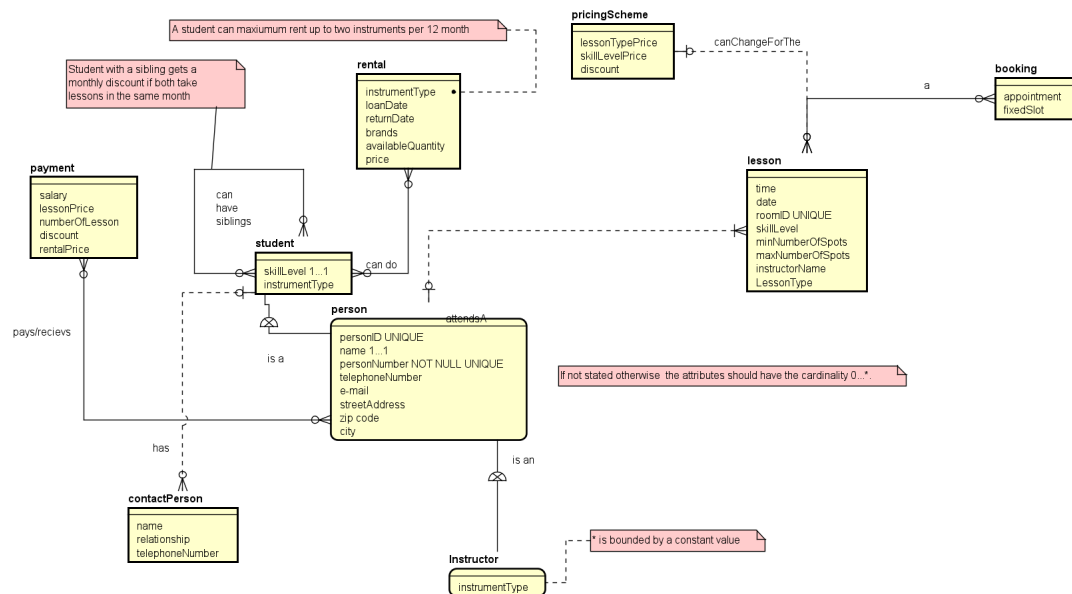 pricingScheme
lessonTypePrice
skillLevelPrice
discount
canChangeForThe
A student can maxiumum rent up to two instruments per 12 month
Student with a sibling gets a
monthly discount if both take
lessons in the same month
rental
instrumentType
loanDate
returnDate
brands
availableQuantity
price
booking
appointment
fixedSlot
a
payment
salary
lessonPrice
numberOfLesson
discount
rentalPrice
can
have
siblings
lesson
time
date
roomID UNIQUE
skillLevel
minNumberOfSpots
maxNumberOfSpots
instructorName
LessonType
student
skillLevel 1...1
instrumentType
can do
person
attendsA
personID UNIQUE
name 1...1
personNumber NOT NULL UNIQUE
telephoneNumber
e-mail
streetAddress
zip code
city
pays/recievs
is a
If not stated otherwise the attributes should have the cardinality 0...*.
has
is an
contactPerson
name
relationship
telephoneNumber
* is bounded by a constant value
Instructor
instrumentType